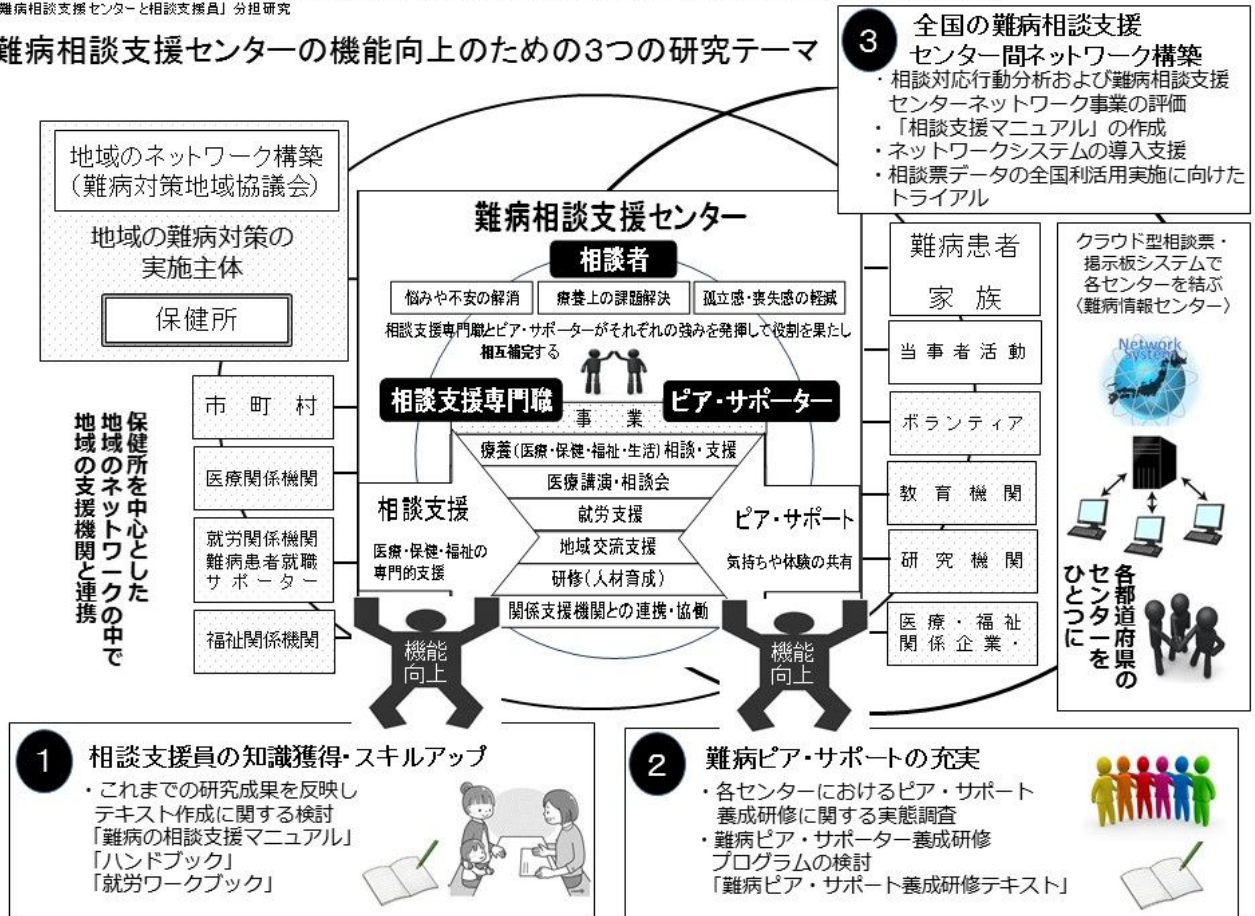 難病相談支援センターと相談支援員」分担研究
難病相談支援センターの機能向上のための3つの研究テーマ
3
全国の難病相談支援
センター間ネットワーク構築
・相談対応行動分析および難病相談支援
センターネットワーク事業の評価
・「相談支援マニュアル」の作成
・ネットワークシステムの導入支援
・相談票データの全国利活用実施に向けた
トライアル
地域のネットワーク構築
（難病対策地域協議会）
地域の難病対策の
実施主体
保健所
市町村
医療関係機関
就労関係機関
難病患者就職
サポーター
福祉関係機関
保健所を中心とした
地域のネットワークの中で
地域の支援機関と連携
難病相談支援センター
相談者
悩みや不安の解消
療養上の課題解決
孤立感・喪失感の軽減
相談支援専門職とピア・サポーターがそれぞれの強みを発揮して役割を果たし
相互補完する
相談支援専門職
ピア・サポーター
事業
療養（医療・保健・福祉・生活）相談・支援
医療講演・相談会
就労支援
地域交流支援
研修（人材育成）
関係支援機関との連携・協働
相談支援
医療・保健・福祉の
専門的支援
ピア・サポート
気持ちや体験の共有
機能
向上
機能
向上
難病患者
家族
当事者活動
ボランティア
教育機関
研究機関
医療・福祉
関係企業・
クラウド型相談票・
掲示板システムで
各センターを結ぶ
〈難病情報センター〉
Network
System
各都道府県の
センターを
ひとつに
1
相談支援員の知識獲得・スキルアップ
・これまでの研究成果を反映し
テキスト作成に関する検討
「難病の相談支援マニュアル」
「ハンドブック」
「就労ワークブック」
2
難病ピア・サポートの充実
・各センターにおけるピア・サポート
養成研修に関する実態調査
・難病ピア・サポーター養成研修
プログラムの検討
「難病ピア・サポート養成研修テキスト」